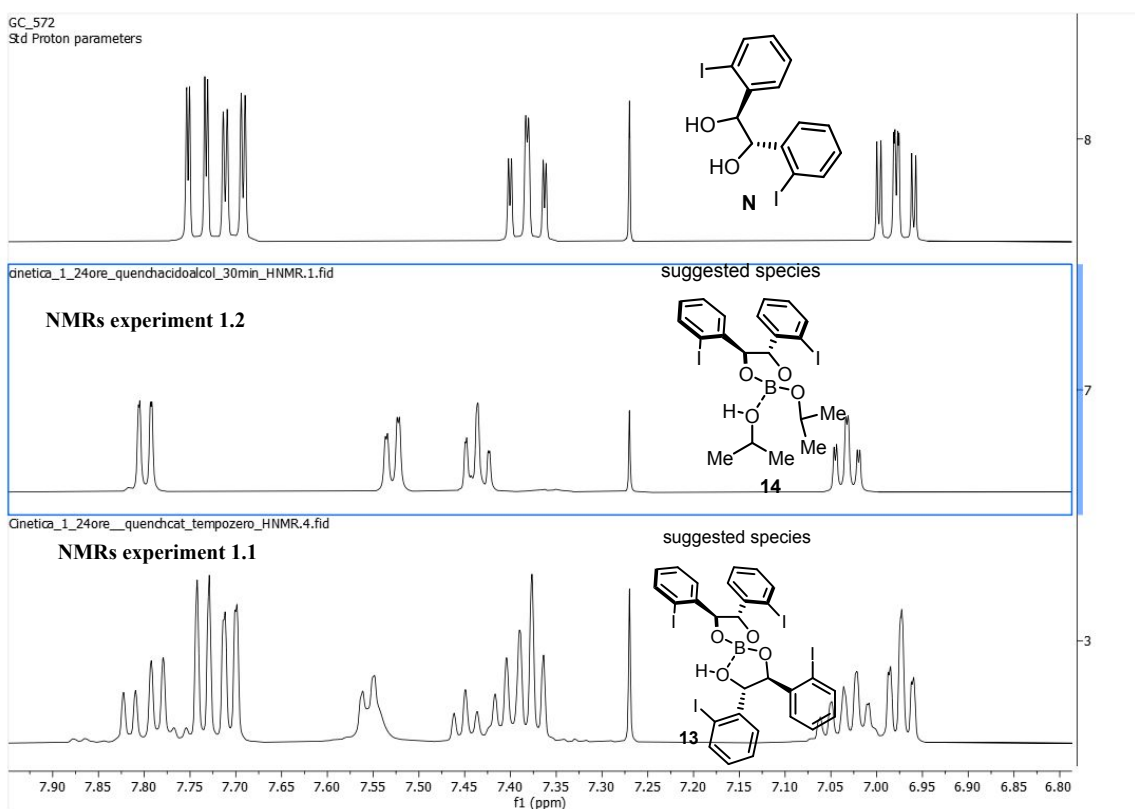 GC_572
Std Proton parameters
I
HO
HO
I
N
8
cinetica_1_24ore_quenchacidoalcol_30min_HNMR.1.fid
suggested species
NMRs experiment 1.2
I
I
O
O
B
O
H
O
Me
Me
Me
Me
14
7
Cinetica_1_24ore__quenchcat_tempozero_HNMR.4.fid
suggested species
NMRs experiment 1.1
I
I
O
O
B
O
H
O
I
I
13
3
7.90 7.85 7.80 7.75 7.70 7.65 7.60 7.55 7.50 7.45 7.40 7.35 7.30 7.25 7.20 7.15 7.10 7.05 7.00 6.95 6.90 6.85 6.80
f1 (ppm)